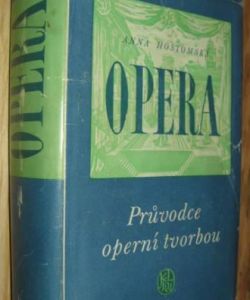 ANNA HOSTOMSKÁ
OPERA
Průvodce
operní tvorbou
OPERA